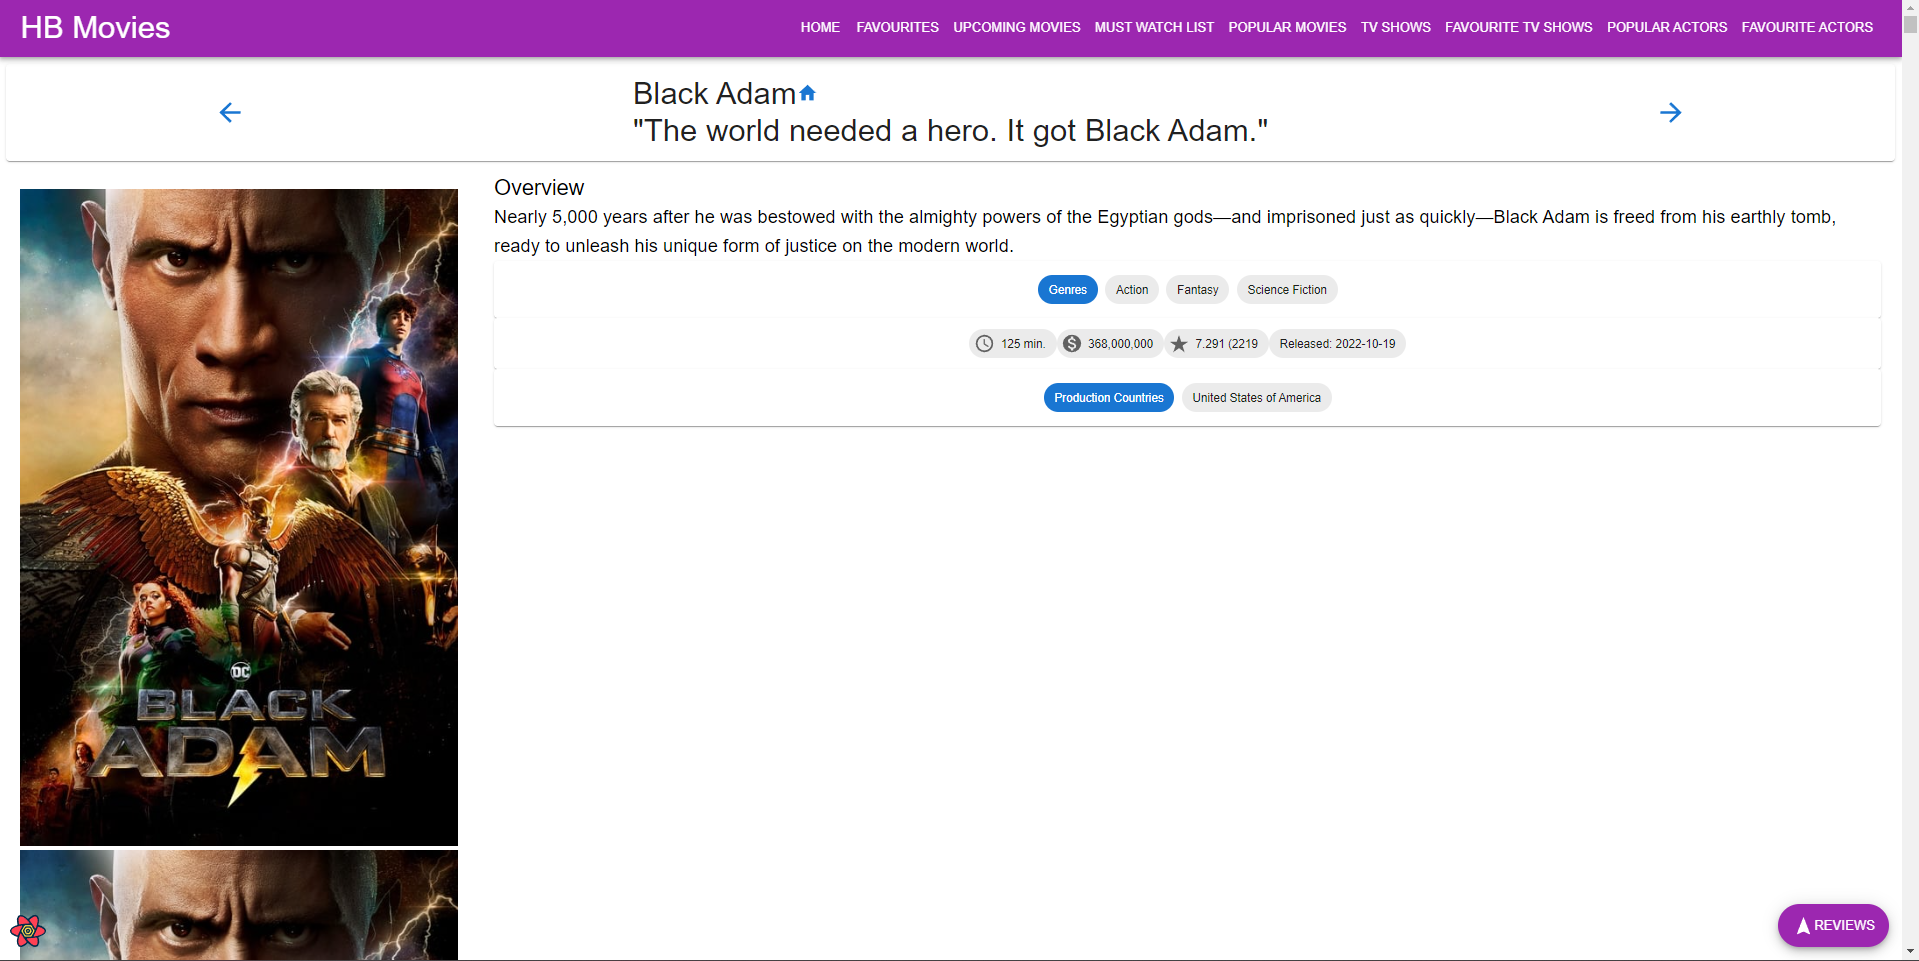 HB Movies
HOME FAVOURITES UPCOMING MOVIES MUST WATCH LIST POPULAR MOVIES TV SHOWS FAVOURITE TV SHOWS POPULAR ACTORS FAVOURITE ACTORS
Black Adam
"The world needed a hero. It got Black Adam."
Overview
Nearly 5,000 years after he was bestowed with the almighty powers of the Egyptian gods—and imprisoned just as quickly—Black Adam is freed from his earthly tomb,
ready to unleash his unique form of justice on the modern world.
Genres Action Fantasy Science Fiction
125 min. 368,000,000 7.291 (2219 Released: 2022-10-19
Production Countries United States of America
DC
BLACK
ADAM
REVIEWS